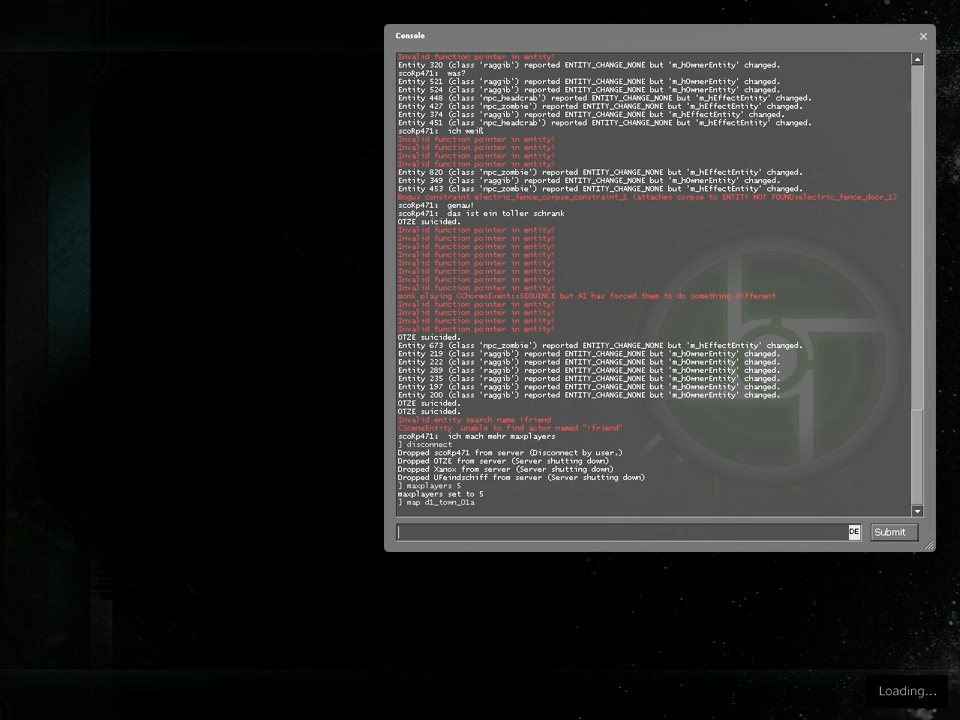 Console
Invalid function pointer in entity!
Entity 320 (class 'raggib') reported ENTITY_CHANGE_NONE but 'm_hOwnerEntity' changed.
scoRp471:  was?
Entity 521 (class 'raggib') reported ENTITY_CHANGE_NONE but 'm_hOwnerEntity' changed.
Entity 524 (class 'raggib') reported ENTITY_CHANGE_NONE but 'm_hOwnerEntity' changed.
Entity 448 (class 'npc_headcrab') reported ENTITY_CHANGE_NONE but 'm_hEffectEntity' changed.
Entity 427 (class 'npc_zombie') reported ENTITY_CHANGE_NONE but 'm_hEffectEntity' changed.
Entity 374 (class 'raggib') reported ENTITY_CHANGE_NONE but 'm_hEffectEntity' changed.
Entity 451 (class 'npc_headcrab') reported ENTITY_CHANGE_NONE but 'm_hEffectEntity' changed.
scoRp471:  ich weiß
Invalid function pointer in entity!
Invalid function pointer in entity!
Invalid function pointer in entity!
Invalid function pointer in entity!
Entity 820 (class 'npc_zombie') reported ENTITY_CHANGE_NONE but 'm_hEffectEntity' changed.
Entity 349 (class 'raggib') reported ENTITY_CHANGE_NONE but 'm_hOwnerEntity' changed.
Entity 453 (class 'npc_zombie') reported ENTITY_CHANGE_NONE but 'm_hEffectEntity' changed.
Bogus constraint electric_fence_corpse_constraint_1 (attaches corpse to ENTITY NOT FOUND:electric_fence_door_1)
scoRp471:  genau!
scoRp471:  das ist ein toller schrank
OTZE suicided.
Invalid function pointer in entity!
Invalid function pointer in entity!
Invalid function pointer in entity!
Invalid function pointer in entity!
Invalid function pointer in entity!
Invalid function pointer in entity!
Invalid function pointer in entity!
Invalid function pointer in entity!
monk playing CChoreoEvent::SEQUENCE but AI has forced them to do something different
Invalid function pointer in entity!
Invalid function pointer in entity!
Invalid function pointer in entity!
Invalid function pointer in entity!
OTZE suicided.
Entity 673 (class 'npc_zombie') reported ENTITY_CHANGE_NONE but 'm_hEffectEntity' changed.
Entity 219 (class 'raggib') reported ENTITY_CHANGE_NONE but 'm_hOwnerEntity' changed.
Entity 222 (class 'raggib') reported ENTITY_CHANGE_NONE but 'm_hOwnerEntity' changed.
Entity 289 (class 'raggib') reported ENTITY_CHANGE_NONE but 'm_hOwnerEntity' changed.
Entity 235 (class 'raggib') reported ENTITY_CHANGE_NONE but 'm_hOwnerEntity' changed.
Entity 197 (class 'raggib') reported ENTITY_CHANGE_NONE but 'm_hOwnerEntity' changed.
Entity 200 (class 'raggib') reported ENTITY_CHANGE_NONE but 'm_hOwnerEntity' changed.
OTZE suicided.
OTZE suicided.
Invalid entity search name !friend
CSceneEntity  unable to find actor named "!friend"
scoRp471:  ich mach mehr maxplayers
] disconnect
Dropped scoRp471 from server (Disconnect by user.)
Dropped OTZE from server (Server shutting down)
Dropped Xanox from server (Server shutting down)
Dropped UFeindschiff from server (Server shutting down)
] maxplayers 5
maxplayers set to 5
] map d1_town_01a
DE
Submit
Loading...